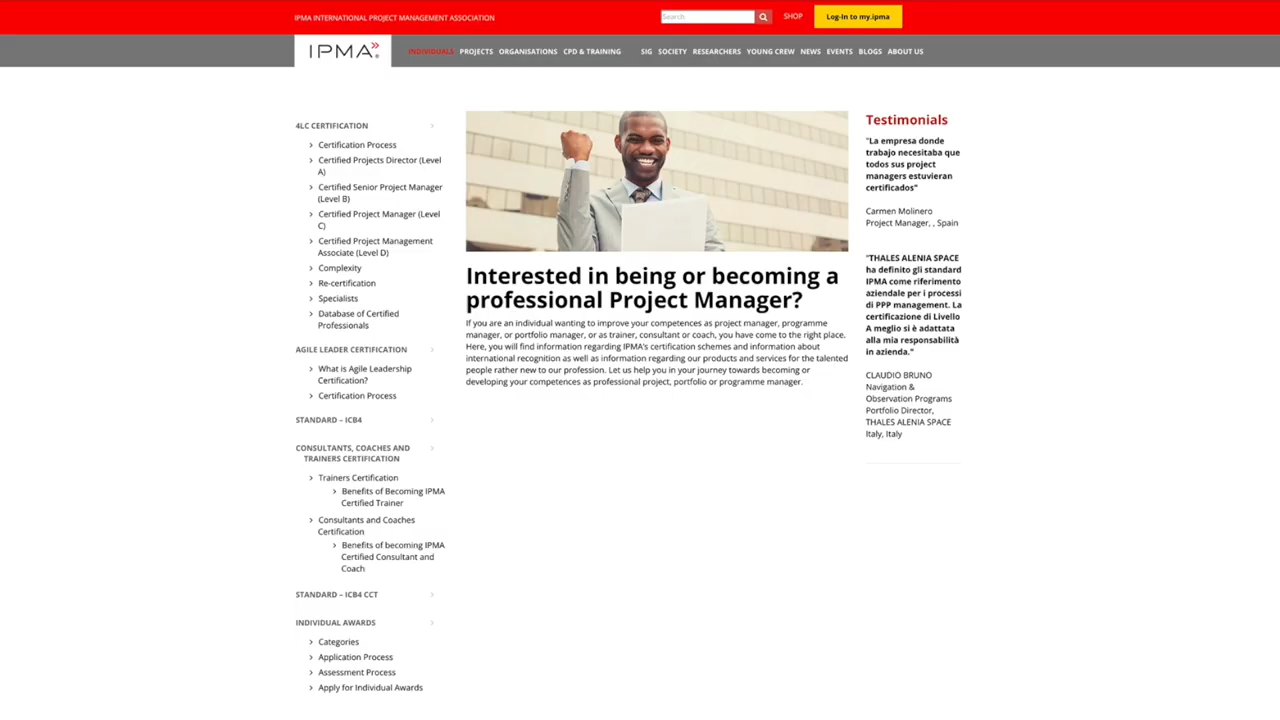 IPMA INTERNATIONAL PROJECT MANAGEMENT ASSOCIATION
Search
SHOP
Log-in to my.ipma
IPMA
INDIVIDUALS PROJECTS ORGANISATIONS CPD & TRAINING SIG SOCIETY RESEARCHERS YOUNG CREW NEWS EVENTS BLOGS ABOUT US
4LC CERTIFICATION
Certification Process
Certified Projects Director (Level
A)
Certified Senior Project Manager
(Level B)
Certified Project Manager (Level
C)
Certified Project Management
Associate (Level D)
Complexity
Re-certification
Specialists
Database of Certified
Professionals
AGILE LEADER CERTIFICATION
What is Agile Leadership
Certification?
Certification Process
STANDARD – ICB4
CONSULTANTS, COACHES AND
TRAINERS CERTIFICATION
Trainers Certification
Benefits of Becoming IPMA
Certified Trainer
Consultants and Coaches
Certification
Benefits of becoming IPMA
Certified Consultant and
Coach
STANDARD – ICB4 CCT
INDIVIDUAL AWARDS
Categories
Application Process
Assessment Process
Apply for Individual Awards
Interested in being or becoming a
professional Project Manager?
If you are an individual wanting to improve your competences as project manager, programme
manager, or portfolio manager, or as trainer, consultant or coach, you have come to the right place.
Here, you will find information regarding IPMA's certification schemes and information about
international recognition as well as information regarding our products and services for the talented
people rather new to our profession. Let us help you in your journey towards becoming or
developing your competences as professional project, portfolio or programme manager.
Testimonials
"La empresa donde
trabajo necesitaba que
todos sus project
managers estuvieran
certificados"
Carmen Molinero
Project Manager, , Spain
"THALES ALENIA SPACE
ha definito gli standard
IPMA come riferimento
aziendale per i processi
di PPP management. La
certificazione di Livello
A meglio si è adattata
alla mia responsabilità
in azienda."
CLAUDIO BRUNO
Navigation &
Observation Programs
Portfolio Director,
THALES ALENIA SPACE
Italy, Italy